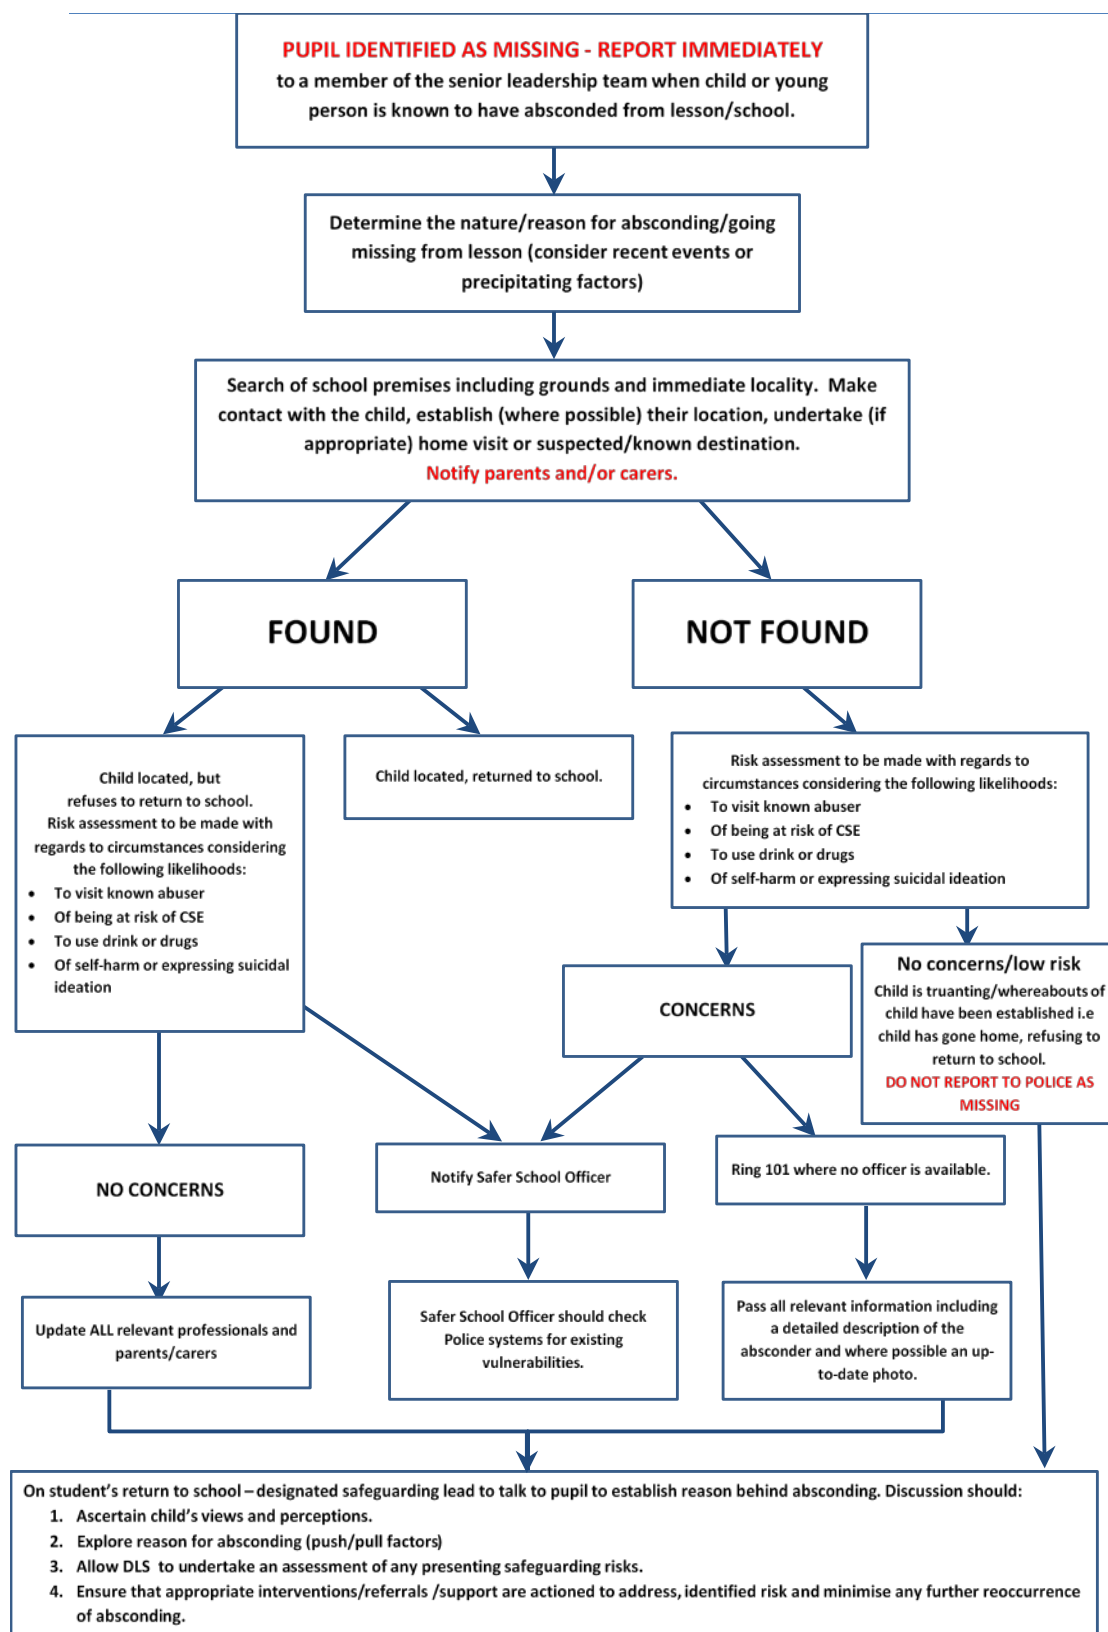 PUPIL IDENTIFIED AS MISSING - REPORT IMMEDIATELY
to a member of the senior leadership team when child or young
person is known to have absconded from lesson/school.
Determine the nature/reason for absconding/going
missing from lesson (consider recent events or
precipitating factors)
Search of school premises including grounds and immediate locality.  Make
contact with the child, establish (where possible) their location, undertake (if
appropriate) home visit or suspected/known destination.
Notify parents and/or carers.
FOUND
NOT FOUND
Child located, but
refuses to return to school.
Risk assessment to be made with
regards to circumstances considering
the following likelihoods:
• To visit known abuser
• Of being at risk of CSE
• To use drink or drugs
• Of self-harm or expressing suicidal
ideation
Child located, returned to school.
Risk assessment to be made with regards to
circumstances considering the following likelihoods:
• To visit known abuser
• Of being at risk of CSE
• To use drink or drugs
• Of self-harm or expressing suicidal ideation
CONCERNS
No concerns/low risk
Child is truanting/whereabouts of
child have been established i.e
child has gone home, refusing to
return to school.
DO NOT REPORT TO POLICE AS
MISSING
NO CONCERNS
Notify Safer School Officer
Ring 101 where no officer is available.
Update ALL relevant professionals and
parents/carers
Safer School Officer should check
Police systems for existing
vulnerabilities.
Pass all relevant information including
a detailed description of the
absconder and where possible an up-
to-date photo.
On student's return to school – designated safeguarding lead to talk to pupil to establish reason behind absconding. Discussion should:
1. Ascertain child's views and perceptions.
2. Explore reason for absconding (push/pull factors)
3. Allow DLS  to undertake an assessment of any presenting safeguarding risks.
4. Ensure that appropriate interventions/referrals /support are actioned to address, identified risk and minimise any further reoccurrence
of absconding.